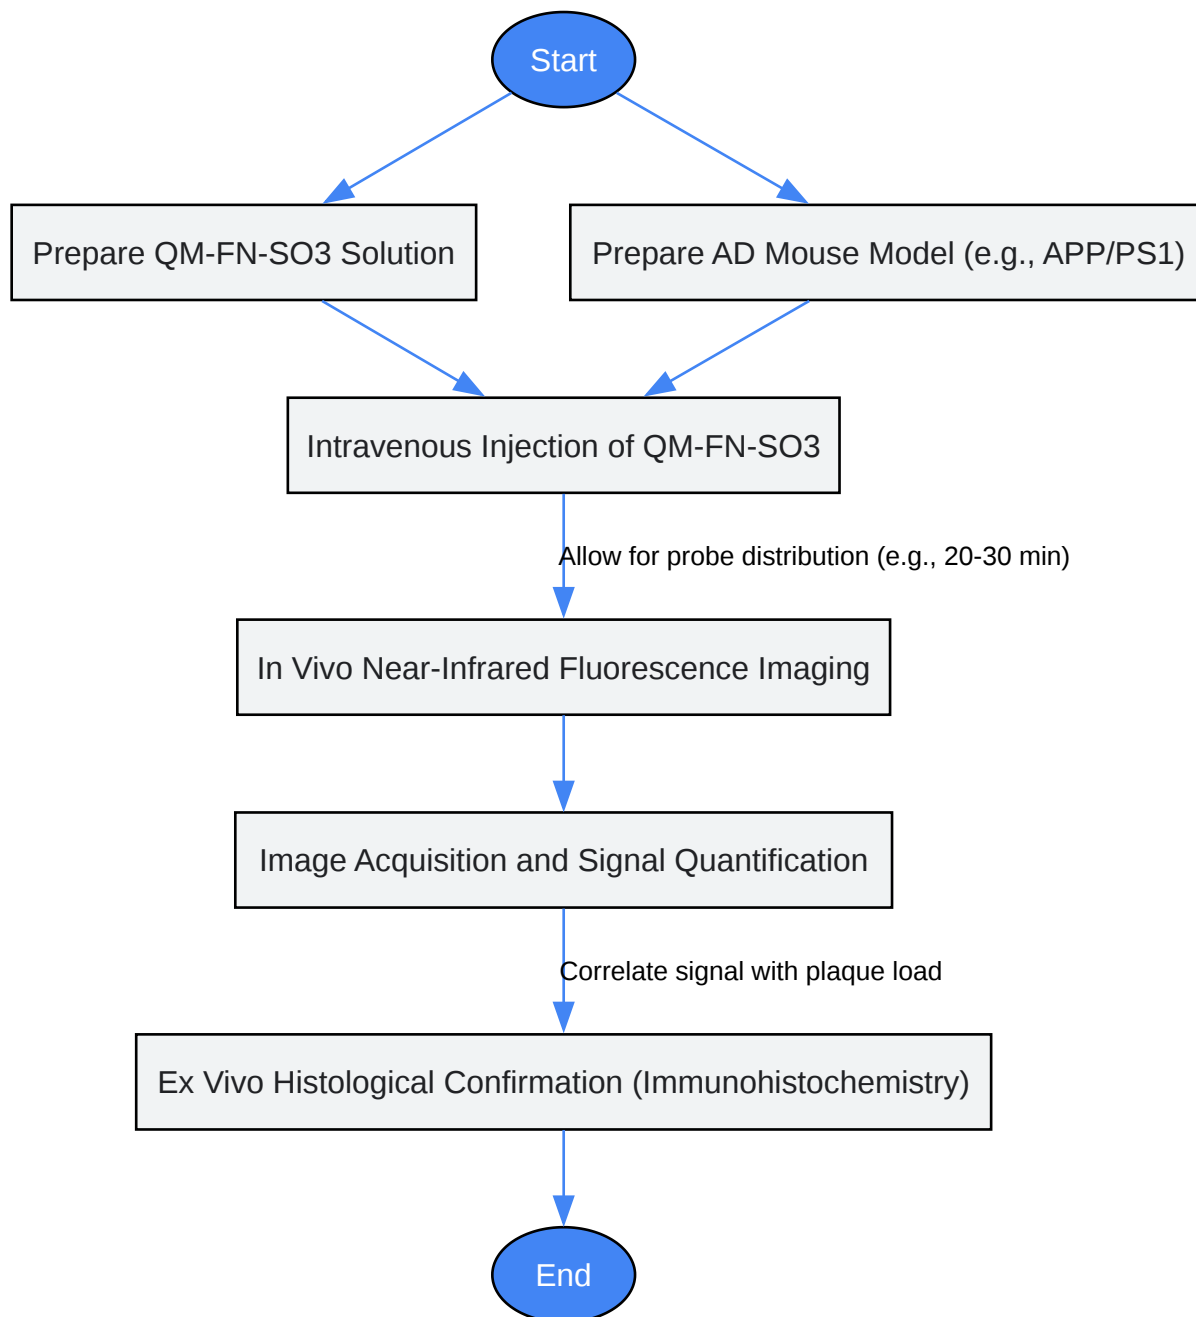 Start
Prepare QM-FN-SO3 Solution
Prepare AD Mouse Model (e.g., APP/PS1)
Intravenous Injection of QM-FN-SO3
Allow for probe distribution (e.g., 20-30 min)
In Vivo Near-Infrared Fluorescence Imaging
Image Acquisition and Signal Quantification
Correlate signal with plaque load
Ex Vivo Histological Confirmation (Immunohistochemistry)
End